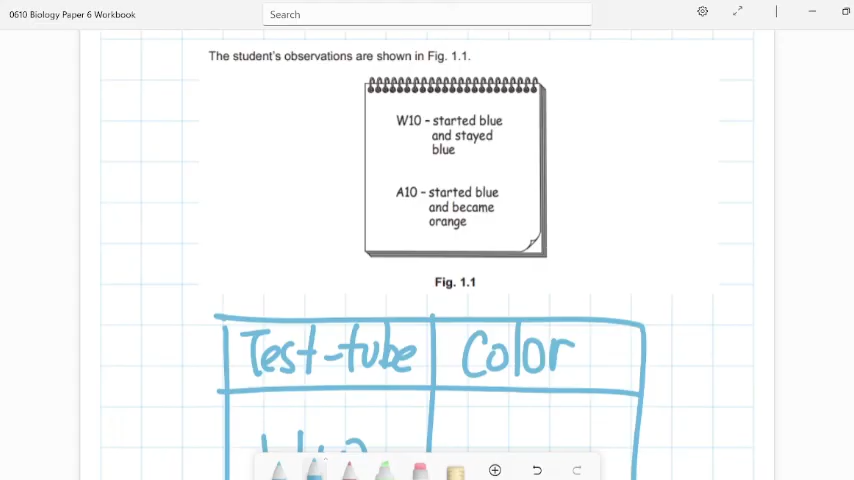 0610 Biology Paper 6 Workbook
Search
The student's observations are shown in Fig. 1.1.
W10 – started blue
and stayed
blue
A10 – started blue
and became
orange
Fig. 1.1
Test-tube Color